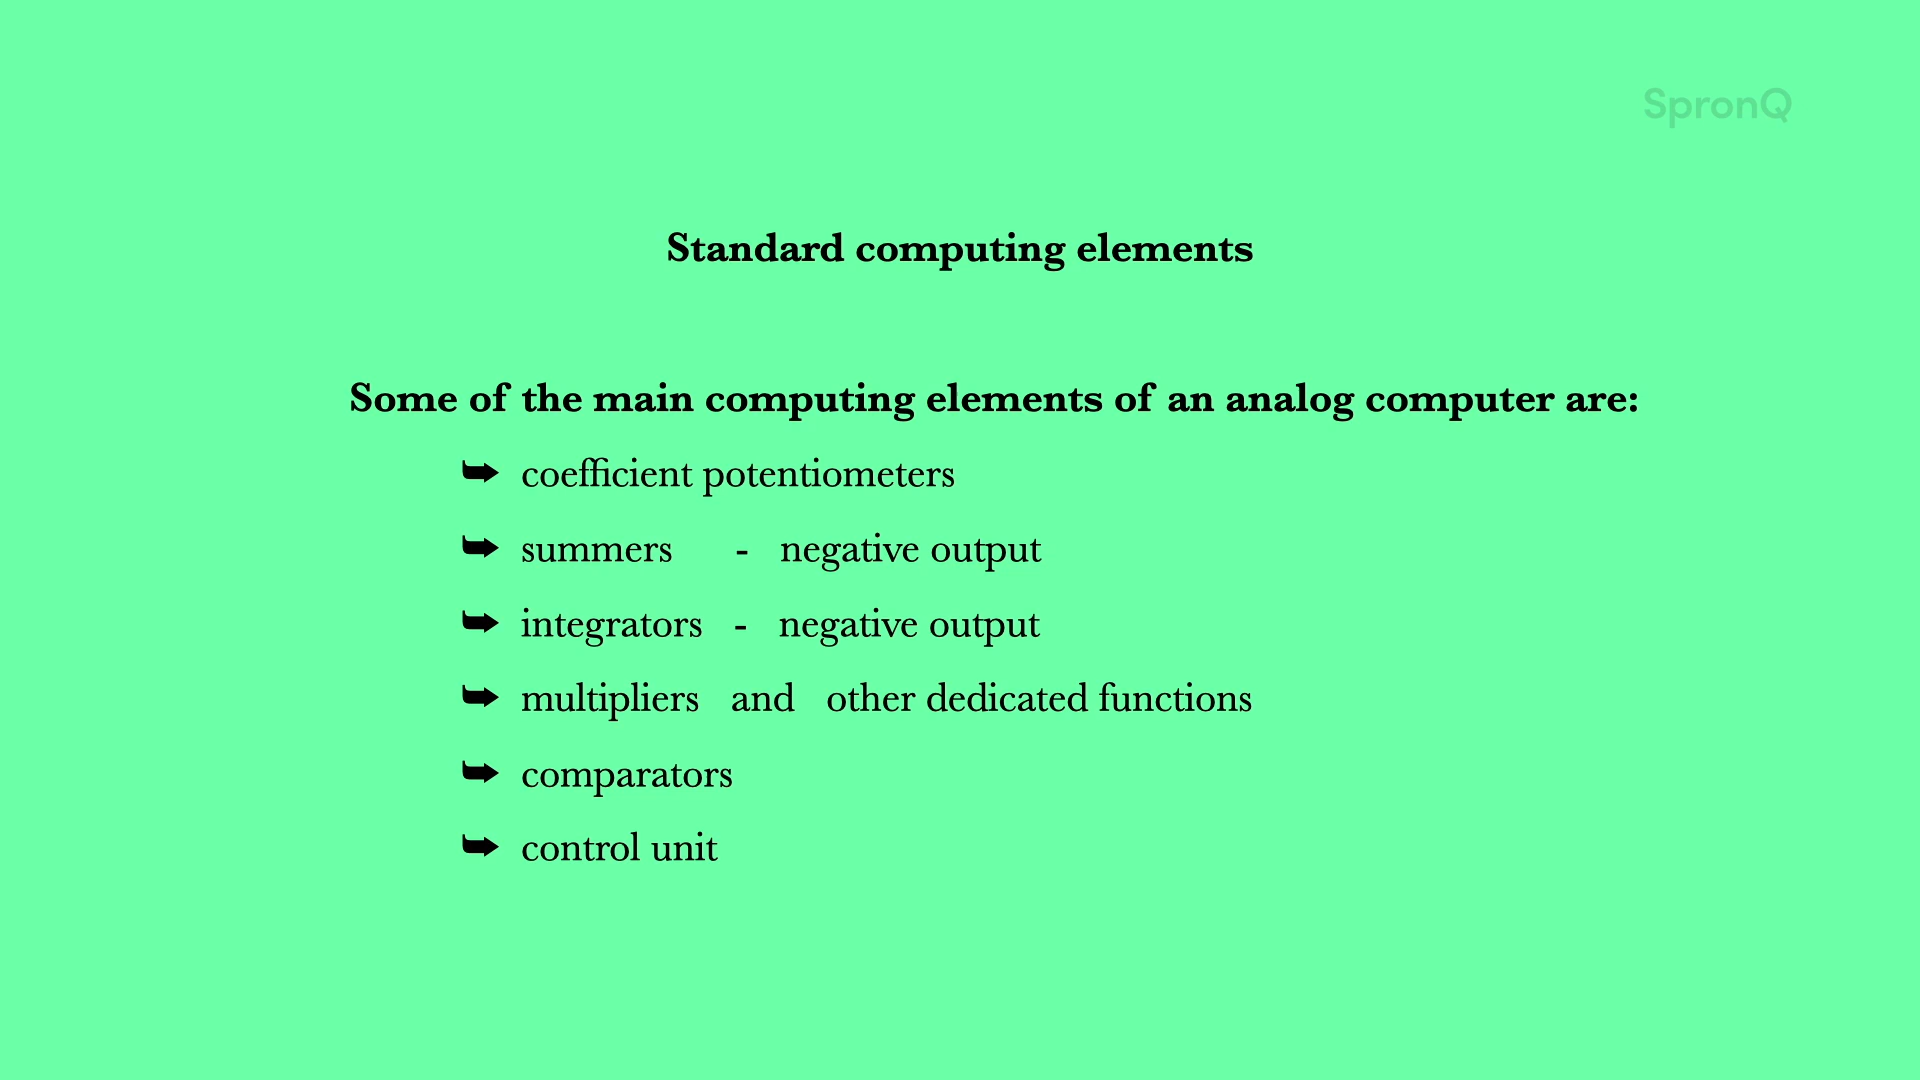 SpronQ
Standard computing elements
Some of the main computing elements of an analog computer are:
➥ coefficient potentiometers
➥ summers - negative output
➥ integrators - negative output
➥ multipliers and other dedicated functions
➥ comparators
➥ control unit